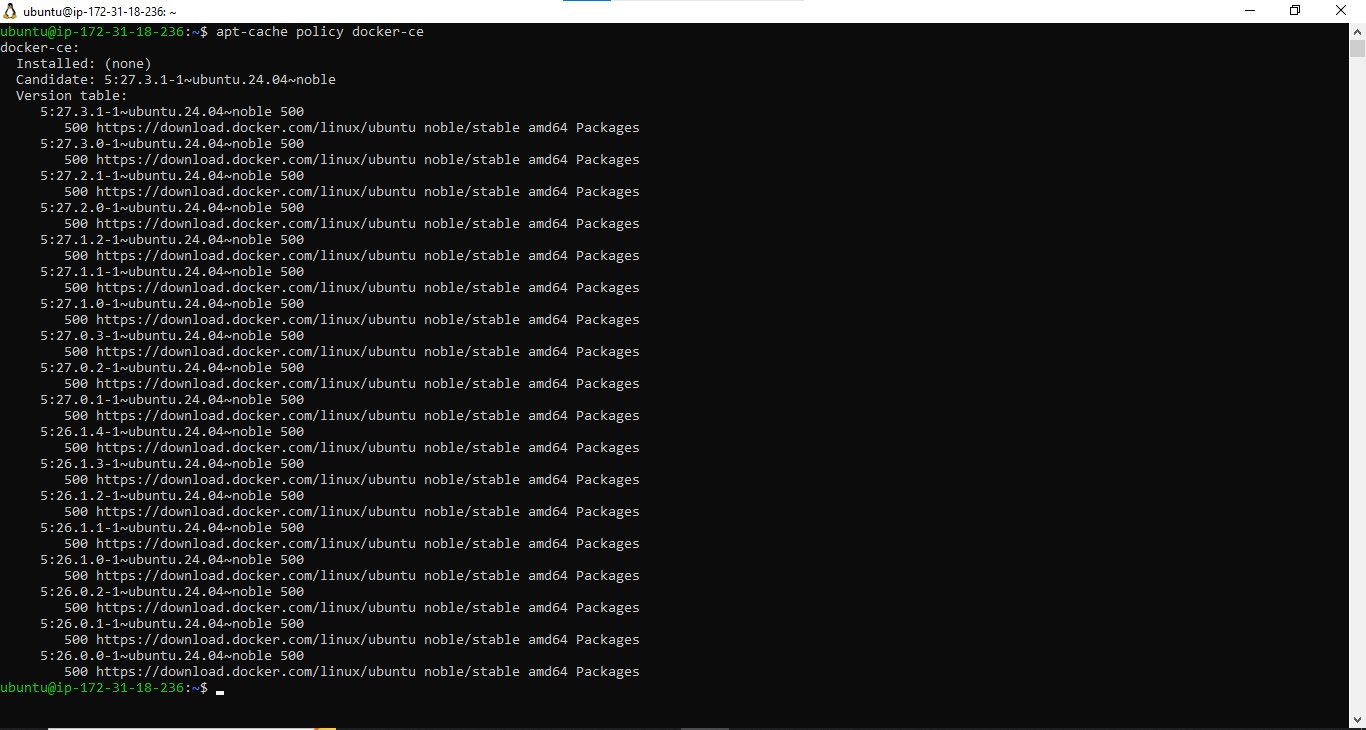 ubuntu@ip-172-31-18-236: ~
ubuntu@ip-172-31-18-236:~$ apt-cache policy docker-ce
docker-ce:
  Installed: (none)
  Candidate: 5:27.3.1-1~ubuntu.24.04~noble
  Version table:
     5:27.3.1-1~ubuntu.24.04~noble 500
        500 https://download.docker.com/linux/ubuntu noble/stable amd64 Packages
     5:27.3.0-1~ubuntu.24.04~noble 500
        500 https://download.docker.com/linux/ubuntu noble/stable amd64 Packages
     5:27.2.1-1~ubuntu.24.04~noble 500
        500 https://download.docker.com/linux/ubuntu noble/stable amd64 Packages
     5:27.2.0-1~ubuntu.24.04~noble 500
        500 https://download.docker.com/linux/ubuntu noble/stable amd64 Packages
     5:27.1.2-1~ubuntu.24.04~noble 500
        500 https://download.docker.com/linux/ubuntu noble/stable amd64 Packages
     5:27.1.1-1~ubuntu.24.04~noble 500
        500 https://download.docker.com/linux/ubuntu noble/stable amd64 Packages
     5:27.1.0-1~ubuntu.24.04~noble 500
        500 https://download.docker.com/linux/ubuntu noble/stable amd64 Packages
     5:27.0.3-1~ubuntu.24.04~noble 500
        500 https://download.docker.com/linux/ubuntu noble/stable amd64 Packages
     5:27.0.2-1~ubuntu.24.04~noble 500
        500 https://download.docker.com/linux/ubuntu noble/stable amd64 Packages
     5:27.0.1-1~ubuntu.24.04~noble 500
        500 https://download.docker.com/linux/ubuntu noble/stable amd64 Packages
     5:26.1.4-1~ubuntu.24.04~noble 500
        500 https://download.docker.com/linux/ubuntu noble/stable amd64 Packages
     5:26.1.3-1~ubuntu.24.04~noble 500
        500 https://download.docker.com/linux/ubuntu noble/stable amd64 Packages
     5:26.1.2-1~ubuntu.24.04~noble 500
        500 https://download.docker.com/linux/ubuntu noble/stable amd64 Packages
     5:26.1.1-1~ubuntu.24.04~noble 500
        500 https://download.docker.com/linux/ubuntu noble/stable amd64 Packages
     5:26.1.0-1~ubuntu.24.04~noble 500
        500 https://download.docker.com/linux/ubuntu noble/stable amd64 Packages
     5:26.0.2-1~ubuntu.24.04~noble 500
        500 https://download.docker.com/linux/ubuntu noble/stable amd64 Packages
     5:26.0.1-1~ubuntu.24.04~noble 500
        500 https://download.docker.com/linux/ubuntu noble/stable amd64 Packages
     5:26.0.0-1~ubuntu.24.04~noble 500
        500 https://download.docker.com/linux/ubuntu noble/stable amd64 Packages
ubuntu@ip-172-31-18-236:~$